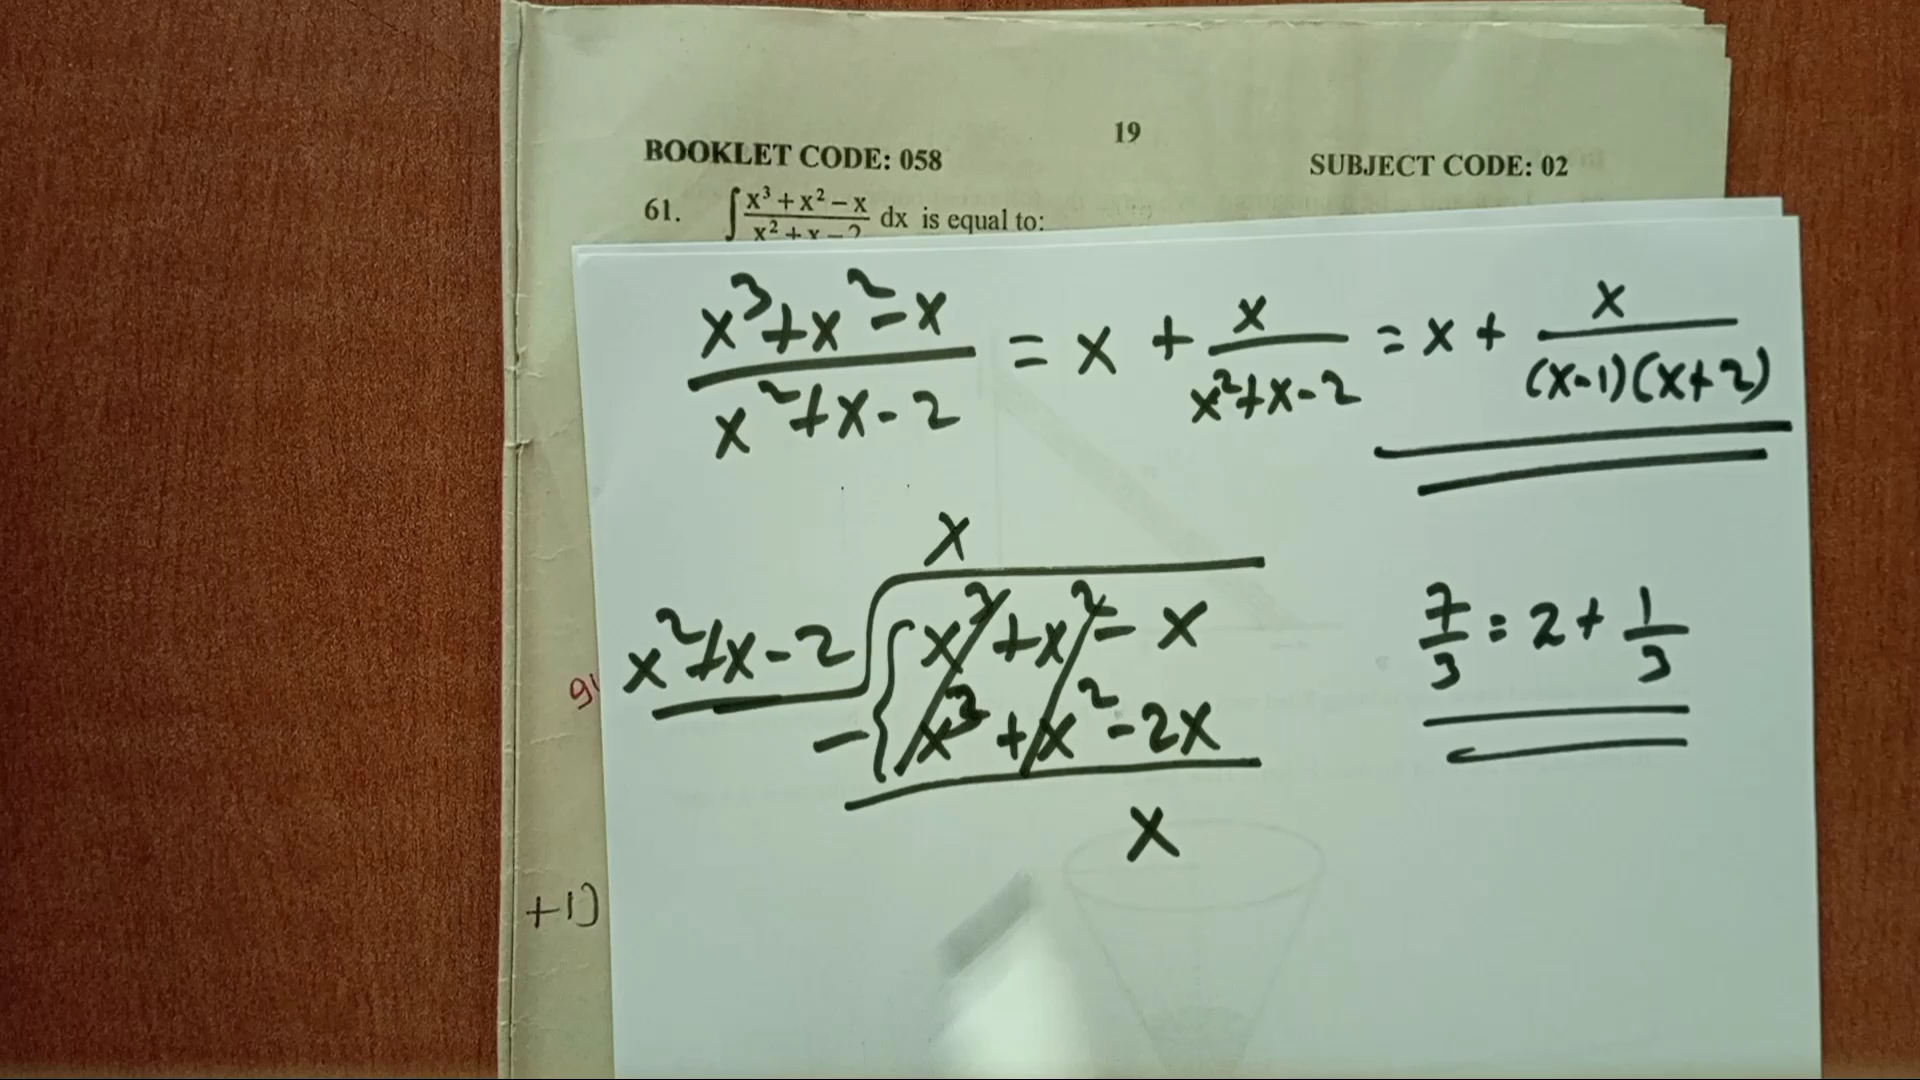 19
BOOKLET CODE: 058
SUBJECT CODE: 02
61. ∫ (x³ + x² − x)/(x² + x − 2) dx is equal to:
(x³+x²-x)/(x²+x-2) = x + x/(x²+x-2) = x + x/((x-1)(x+2))
x
x²+x-2 x³+x²-x
-{x³+x²-2x
x
7/3 = 2 + 1/3
91
+1)